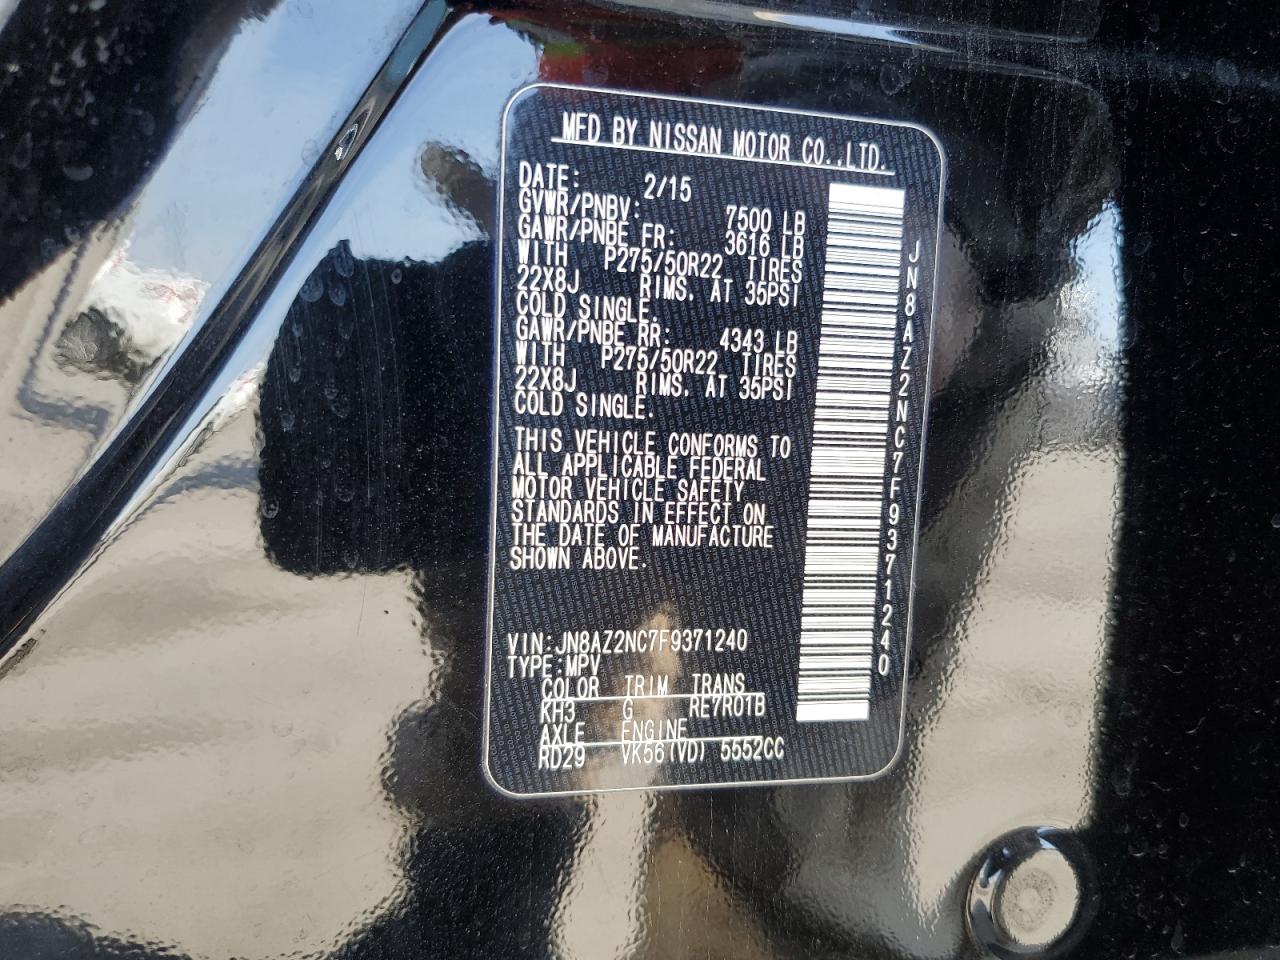 MFD BY NISSAN MOTOR CO.,LTD.
DATE: 2/15
GVWR/PNBV: 7500 LB
GAWR/PNBE FR: 3616 LB
WITH P275/50R22 TIRES
22X8J RIMS. AT 35PSI
COLD SINGLE.
GAWR/PNBE RR: 4343 LB
WITH P275/50R22 TIRES
22X8J RIMS. AT 35PSI
COLD SINGLE.
THIS VEHICLE CONFORMS TO
ALL APPLICABLE FEDERAL
MOTOR VEHICLE SAFETY
STANDARDS IN EFFECT ON
THE DATE OF MANUFACTURE
SHOWN ABOVE.
VIN:JN8AZ2NC7F9371240
TYPE:MPV
COLOR TRIM TRANS
KH3 G RE7R01B
AXLE ENGINE
RD29 VK56(VD) 5552CC
JN8AZ2NC7F9371240